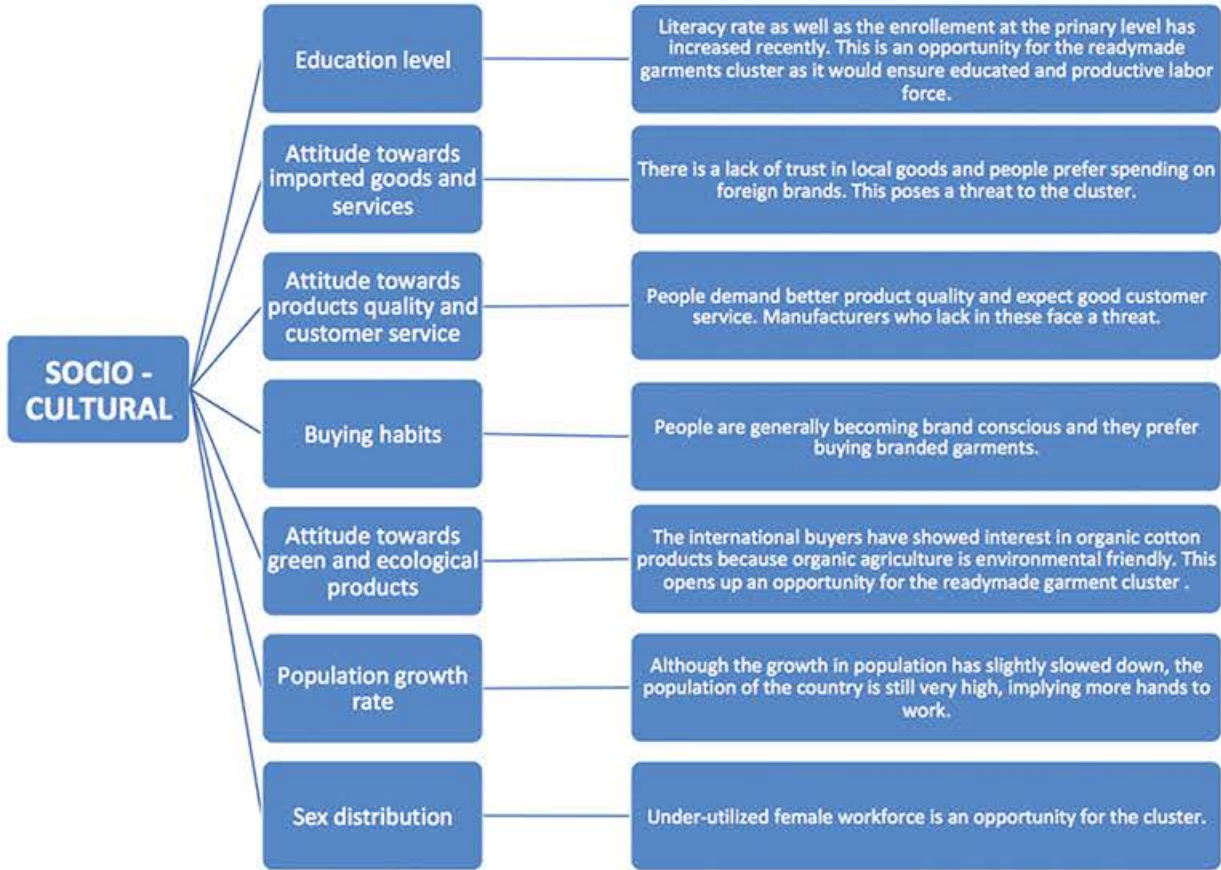 SOCIO -
CULTURAL
Education level
Literacy rate as well as the enrollement at the primary level has
increased recently. This is an opportunity for the readymade
garments cluster as it would ensure educated and productive labor
force.
Attitude towards
imported goods and
services
There is a lack of trust in local goods and people prefer spending on
foreign brands. This poses a threat to the cluster.
Attitude towards
products quality and
customer service
People demand better product quality and expect good customer
service. Manufacturers who lack in these face a threat.
Buying habits
People are generally becoming brand conscious and they prefer
buying branded garments.
Attitude towards
green and ecological
products
The international buyers have showed interest in organic cotton
products because organic agriculture is environmental friendly. This
opens up an opportunity for the readymade garment cluster .
Population growth
rate
Although the growth in population has slightly slowed down, the
population of the country is still very high, implying more hands to
work.
Sex distribution
Under-utilized female workforce is an opportunity for the cluster.